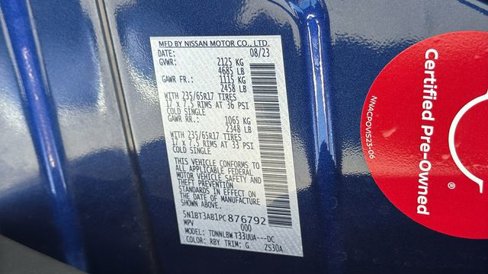 MFD BY NISSAN MOTOR CO., LTD.
DATE: 08/23
GVWR: 2125 KG
4685 LB
GAWR FR.: 1115 KG
2458 LB
WITH 235/65R17 TIRES
17 x 7.5 RIMS AT 36 PSI
COLD SINGLE
GAWR RR.: 1065 KG
2348 LB
WITH 235/65R17 TIRES
17 x 7.5 RIMS AT 33 PSI
COLD SINGLE
THIS VEHICLE CONFORMS TO
ALL APPLICABLE FEDERAL
SAFETY AND THEFT
PREVENTION STANDARDS IN
EFFECT ON THE DATE OF
MANUFACTURE SHOWN ABOVE.
5N1BT3AB1PC876792
MPV 000
MODEL:
COLOR: RBY TRIM: G
Certified Pre-Owned
NNACPOVS23-06